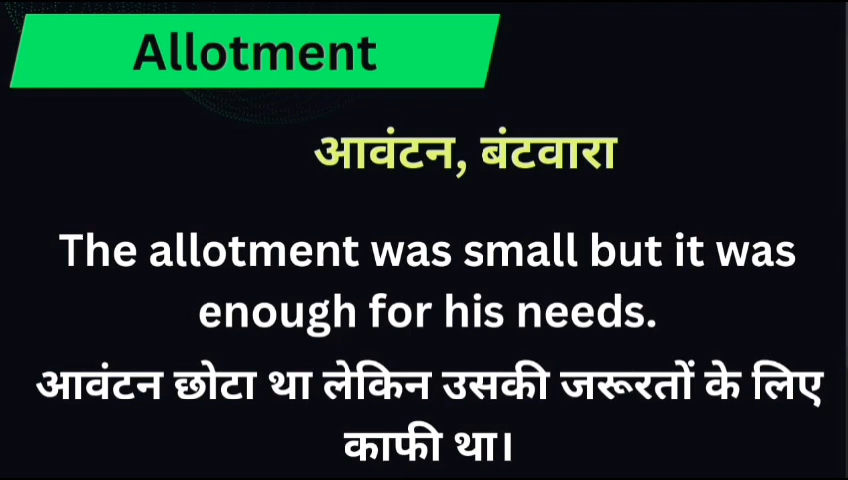 Allotment
आवंटन, बंटवारा
The allotment was small but it was
enough for his needs.
आवंटन छोटा था लेकिन उसकी जरूरतों के लिए
काफी था।